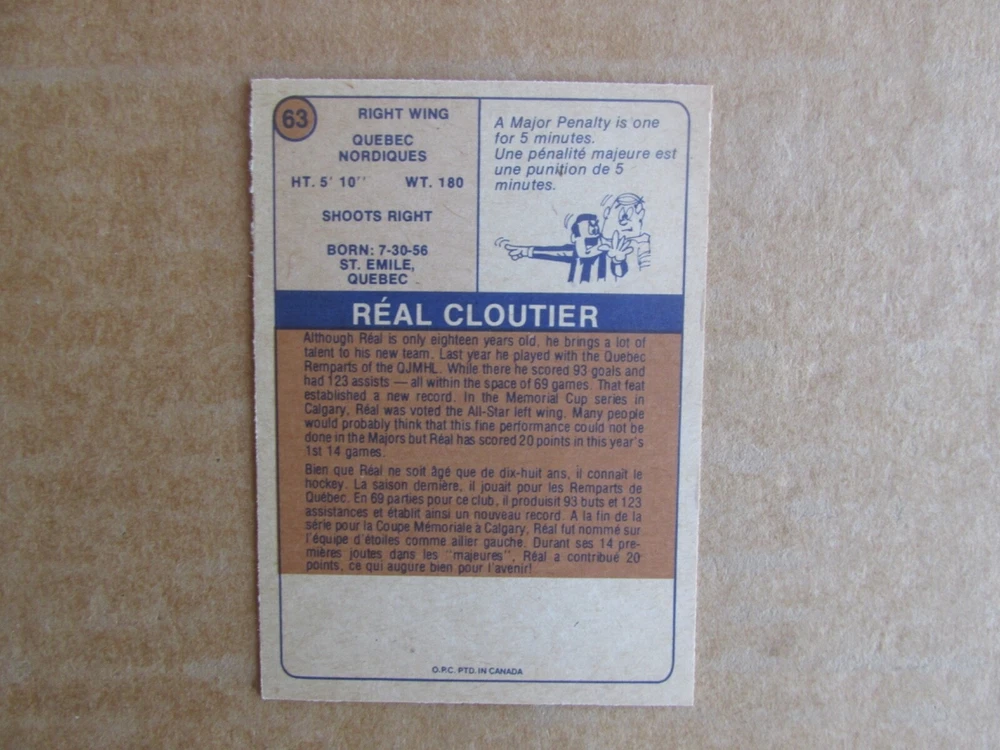 63
RIGHT WING
QUEBEC
NORDIQUES
HT. 5' 10'' WT. 180
SHOOTS RIGHT
BORN: 7-30-56
ST. EMILE,
QUEBEC
A Major Penalty is one
for 5 minutes.
Une pénalité majeure est
une punition de 5
minutes.
RÉAL CLOUTIER
Although Réal is only eighteen years old, he brings a lot of
talent to his new team. Last year he played with the Quebec
Remparts of the QJMHL. While there he scored 93 goals and
had 123 assists — all within the space of 69 games. That feat
established a new record. In the Memorial Cup series in
Calgary, Réal was voted the All-Star left wing. Many people
would probably think that this fine performance could not be
done in the Majors but Réal has scored 20 points in this year's
1st 14 games.
Bien que Réal ne soit âgé que de dix-huit ans, il connaît le
hockey. La saison dernière, il jouait pour les Remparts de
Québec. En 69 parties pour ce club, il produisit 93 buts et 123
assistances et établit ainsi un nouveau record. A la fin de la
série pour la Coupe Mémoriale à Calgary, Réal fut nommé sur
l'équipe d'étoiles comme ailier gauche. Durant ses 14 pre-
mières joutes dans les "majeures", Réal a contribué 20
points, ce qui augure bien pour l'avenir!
O.P.C. PTD. IN CANADA